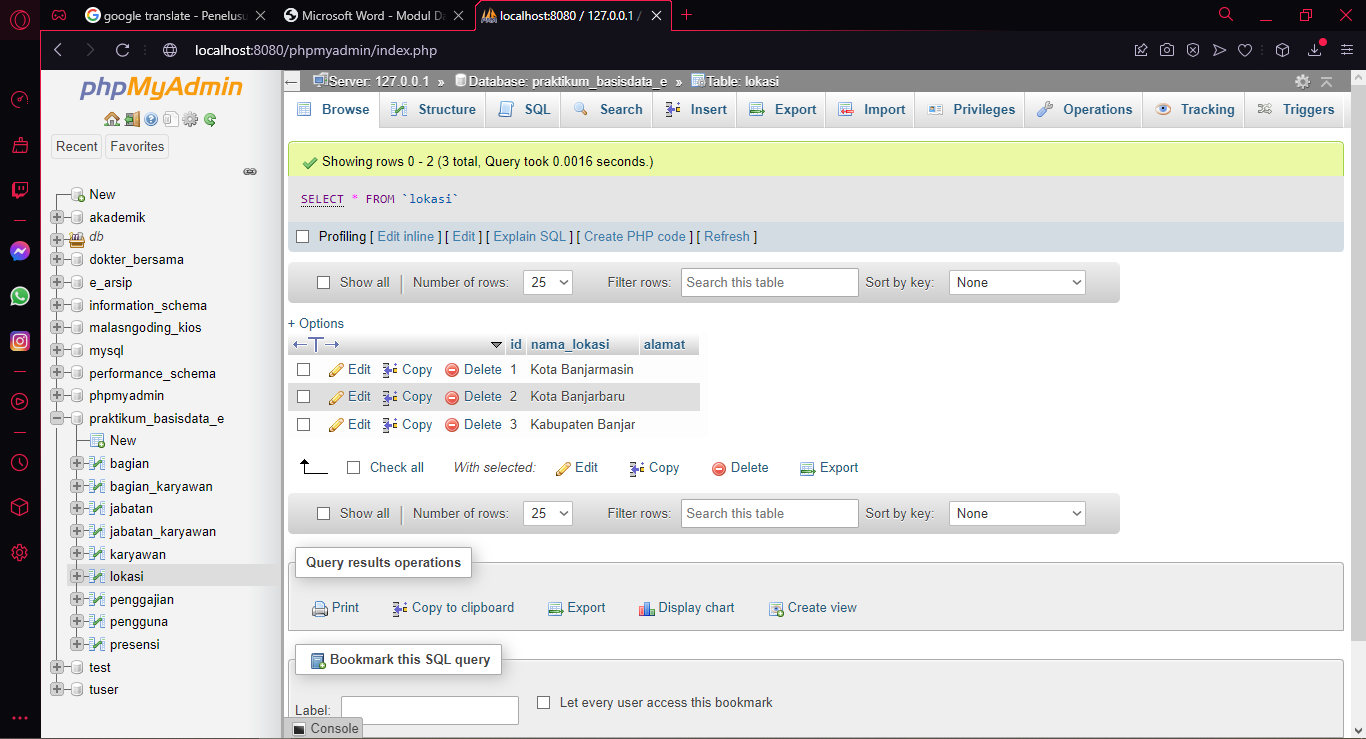 google translate - Penelusu
Microsoft Word - Modul Da
localhost:8080 / 127.0.0.1 /
localhost:8080/phpmyadmin/index.php
phpMyAdmin
Recent
Favorites
New
akademik
db
dokter_bersama
e_arsip
information_schema
malasngoding_kios
mysql
performance_schema
phpmyadmin
praktikum_basisdata_e
New
bagian
bagian_karyawan
jabatan
jabatan_karyawan
karyawan
lokasi
penggajian
pengguna
presensi
test
tuser
Server: 127.0.0.1 » Database: praktikum_basisdata_e » Table: lokasi
Browse Structure SQL Search Insert Export Import Privileges Operations Tracking Triggers
Showing rows 0 - 2 (3 total, Query took 0.0016 seconds.)
SELECT * FROM `lokasi`
Profiling [ Edit inline ] [ Edit ] [ Explain SQL ] [ Create PHP code ] [ Refresh ]
Show all Number of rows: 25 Filter rows: Search this table Sort by key: None
+ Options
id nama_lokasi alamat
Edit Copy Delete 1 Kota Banjarmasin
Edit Copy Delete 2 Kota Banjarbaru
Edit Copy Delete 3 Kabupaten Banjar
Check all With selected: Edit Copy Delete Export
Show all Number of rows: 25 Filter rows: Search this table Sort by key: None
Query results operations
Print Copy to clipboard Export Display chart Create view
Bookmark this SQL query
Label: Let every user access this bookmark
Console